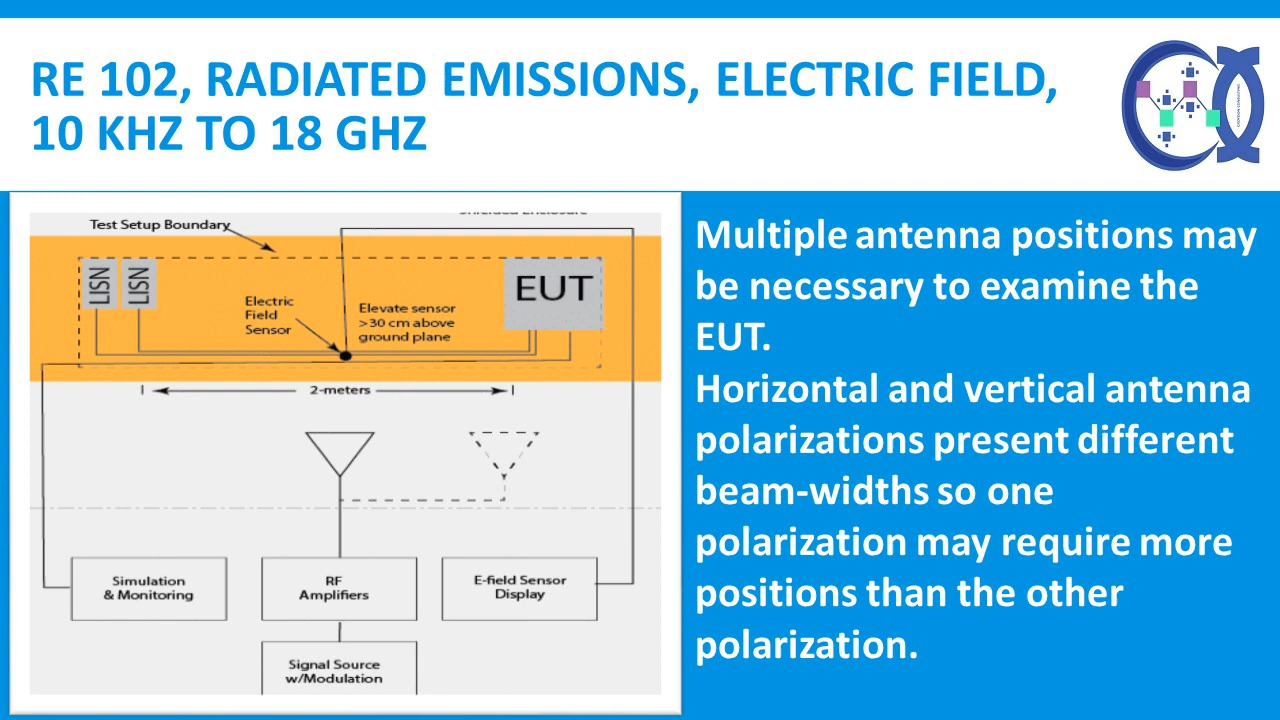 RE 102, RADIATED EMISSIONS, ELECTRIC FIELD,
10 KHZ TO 18 GHZ
Test Setup Boundary
Shielded Enclosure
LISN
LISN
EUT
Electric
Field
Sensor
Elevate sensor
>30 cm above
ground plane
2-meters
Simulation
& Monitoring
RF
Amplifiers
E-field Sensor
Display
Signal Source
w/Modulation
Multiple antenna positions may
be necessary to examine the
EUT.
Horizontal and vertical antenna
polarizations present different
beam-widths so one
polarization may require more
positions than the other
polarization.